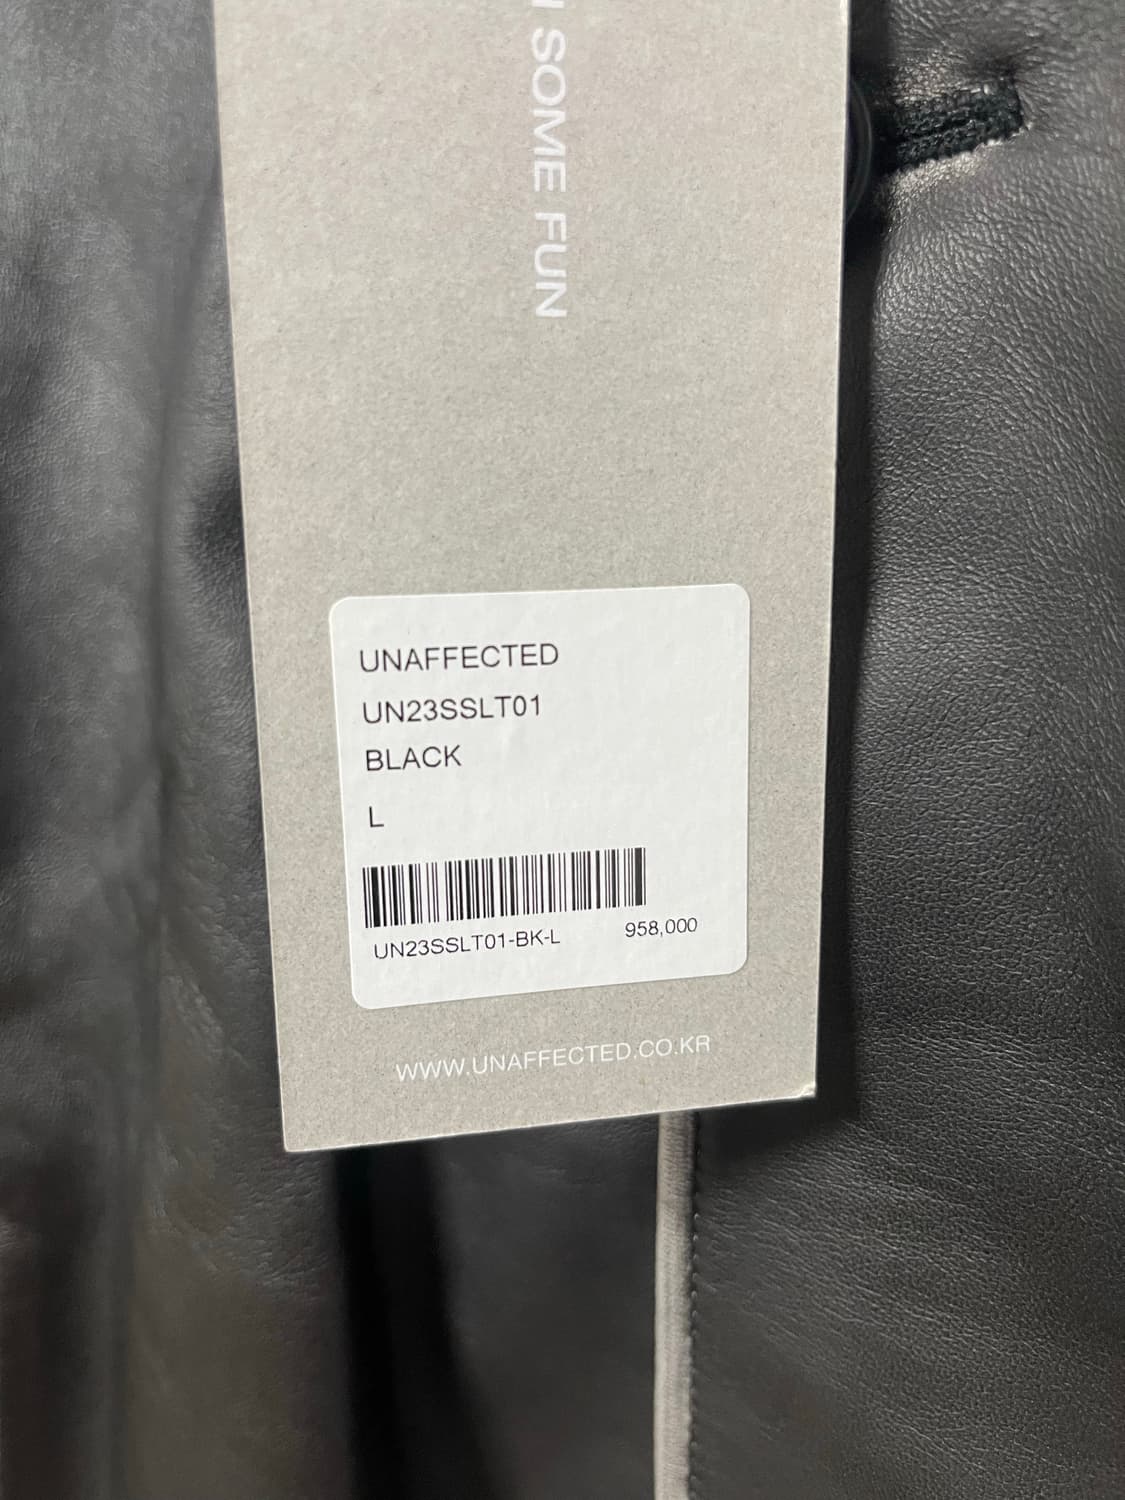 SOME FUN
UNAFFECTED
UN23SSLT01
BLACK
L
UN23SSLT01-BK-L 958,000
WWW.UNAFFECTED.CO.KR